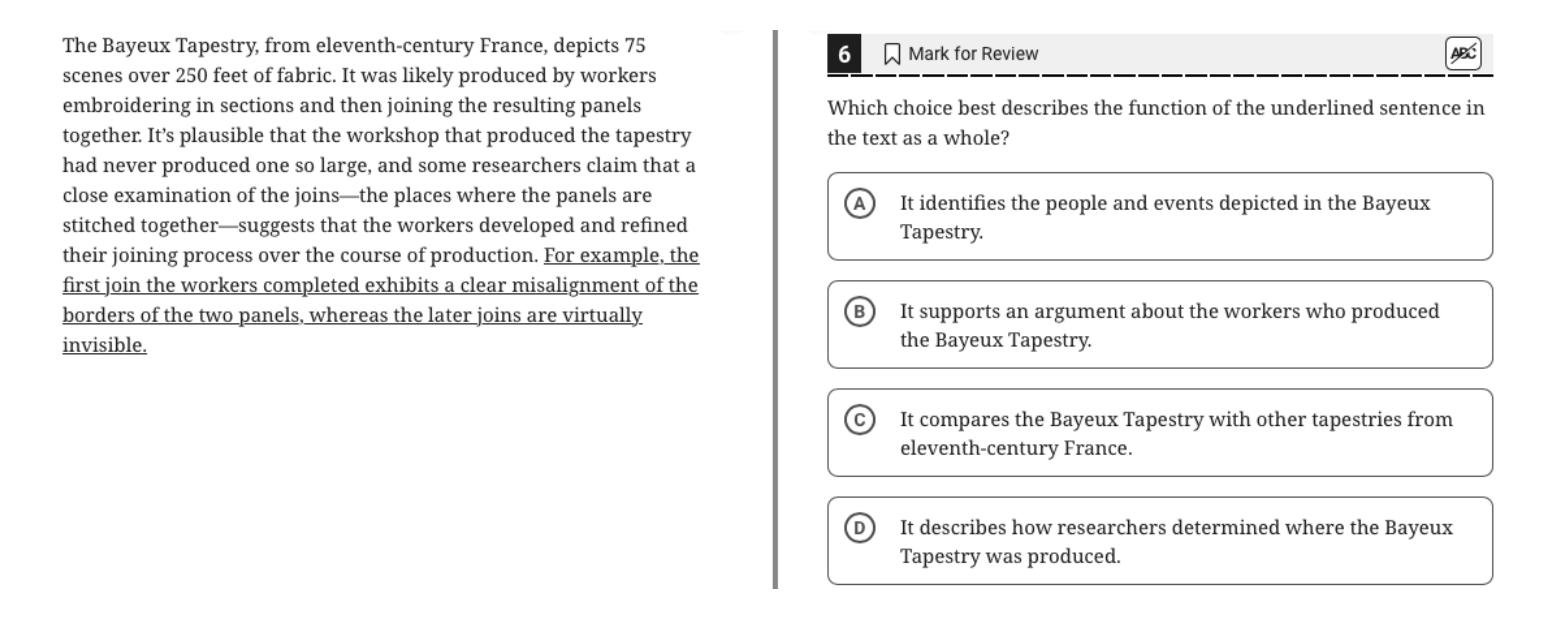 The Bayeux Tapestry, from eleventh-century France, depicts 75
scenes over 250 feet of fabric. It was likely produced by workers
embroidering in sections and then joining the resulting panels
together. It’s plausible that the workshop that produced the tapestry
had never produced one so large, and some researchers claim that a
close examination of the joins—the places where the panels are
stitched together—suggests that the workers developed and refined
their joining process over the course of production. For example, the
first join the workers completed exhibits a clear misalignment of the
borders of the two panels, whereas the later joins are virtually
invisible.
6 Mark for Review ABC
Which choice best describes the function of the underlined sentence in
the text as a whole?
A It identifies the people and events depicted in the Bayeux
Tapestry.
B It supports an argument about the workers who produced
the Bayeux Tapestry.
C It compares the Bayeux Tapestry with other tapestries from
eleventh-century France.
D It describes how researchers determined where the Bayeux
Tapestry was produced.